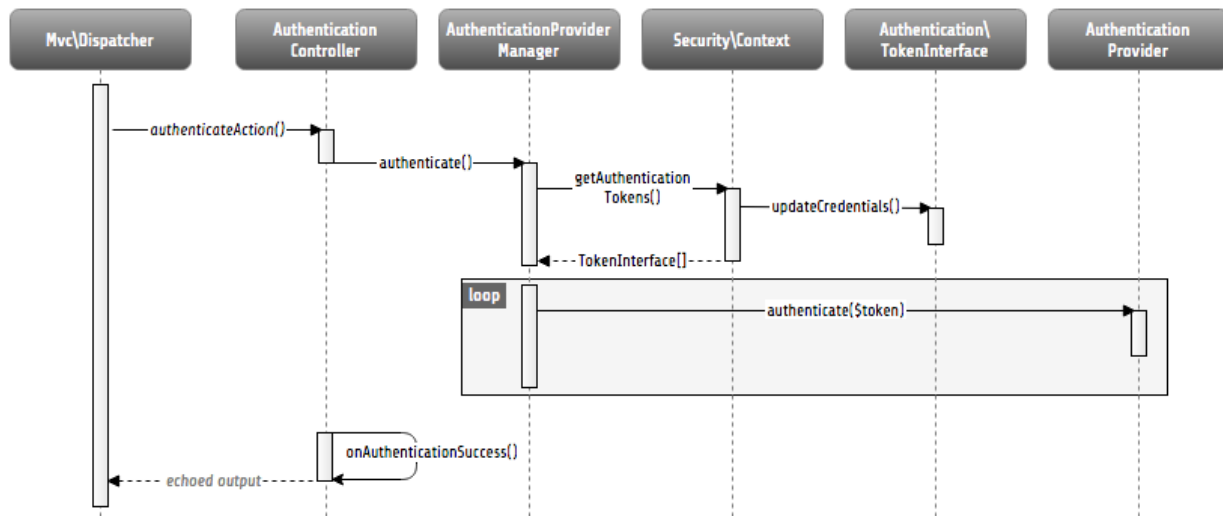 Mvc\Dispatcher
Authentication
Controller
AuthenticationProvider
Manager
Security\Context
Authentication\
TokenInterface
Authentication
Provider
authenticateAction()
authenticate()
getAuthentication
Tokens()
updateCredentials()
TokenInterface[]
loop
authenticate($token)
onAuthenticationSuccess()
echoed output